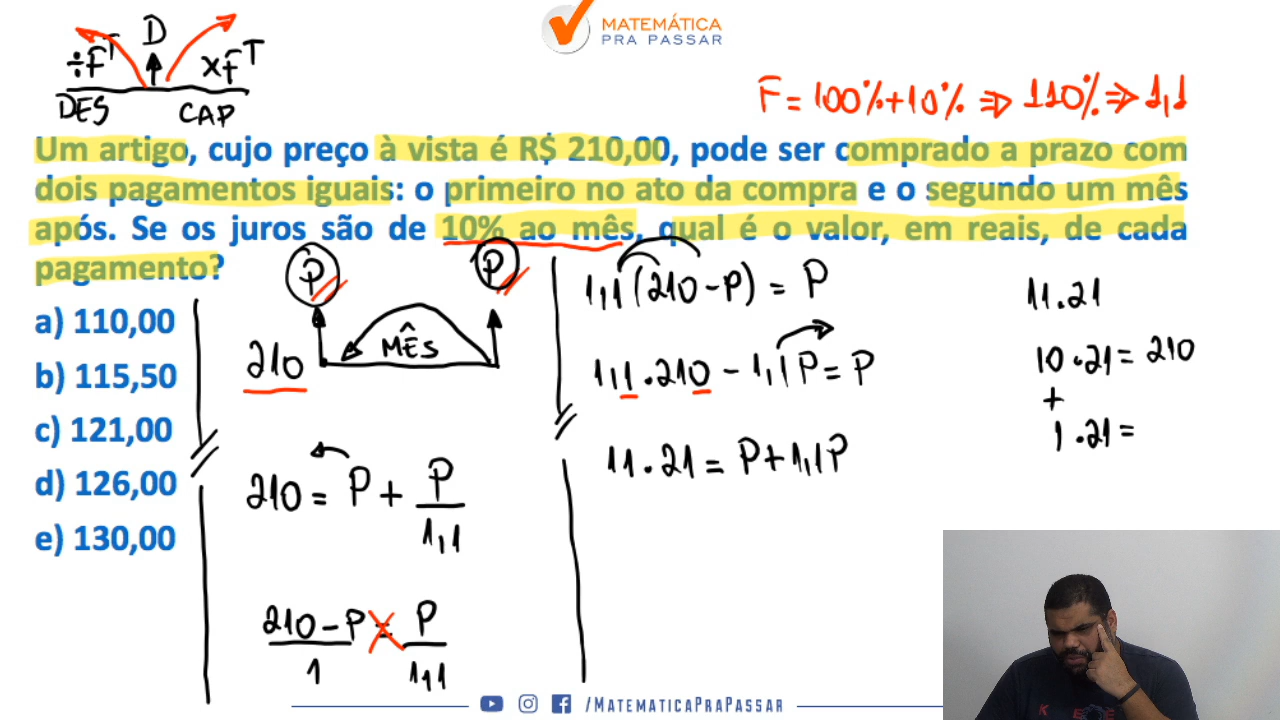 MATEMÁTICA
PRA PASSAR
D
÷F^T
xF^T
DES
CAP
F = 100%+10% ⇒ 110% ⇒ 1,1
Um artigo, cujo preço à vista é R$ 210,00, pode ser comprado a prazo com
dois pagamentos iguais: o primeiro no ato da compra e o segundo um mês
após. Se os juros são de 10% ao mês, qual é o valor, em reais, de cada
pagamento?
a) 110,00
b) 115,50
c) 121,00
d) 126,00
e) 130,00
P
P
210
MÊS
210 = P + P/1,1
210 - P = P
1
1,1
1,1(210 - P) = P
1,1.210 - 1,1P = P
11.21 = P+1,1P
11.21
10.21 = 210
+
1.21 =
/MATEMATICAPRAPASSAR